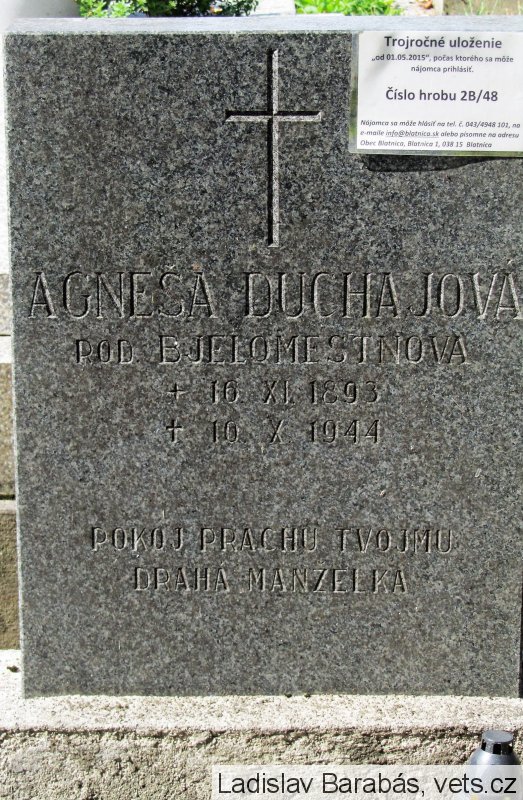 Trojročné uloženie
„od 01.05.2015“, počas ktorého sa môže
nájomca prihlásiť.
Číslo hrobu 2B/48
Nájomca sa môže hlásiť na tel. č. 043/4948 101, na
e-maile info@blatnica.sk alebo písomne na adresu
Obec Blatnica, Blatnica 1, 038 15 Blatnica
AGNEŠA DUCHAJOVÁ
ROD. BJELOMESTNOVA
+ 16 XI. 1893
† 10 X 1944
POKOJ PRACHU TVOJMU
DRAHÁ MANŽELKA
Ladislav Barabás, vets.cz